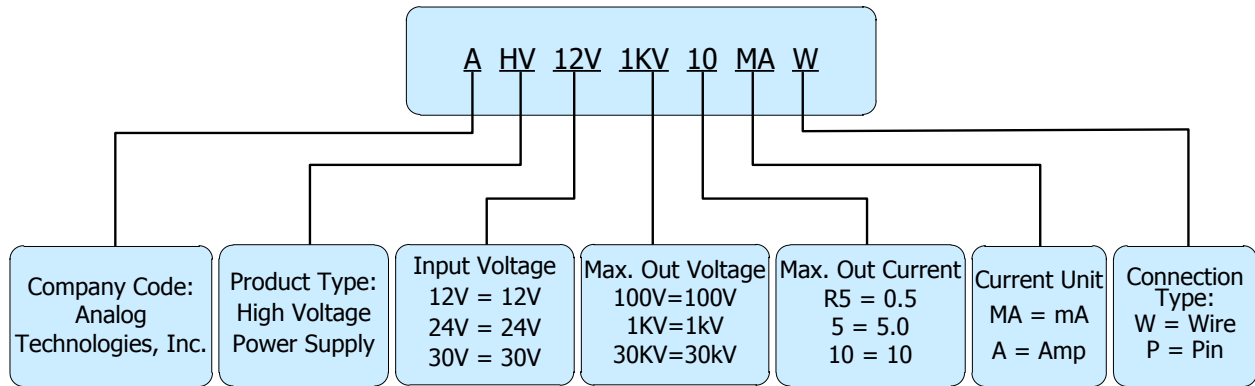 A HV 12V 1KV 10 MA W
Company Code:
Analog
Technologies, Inc.
Product Type:
High Voltage
Power Supply
Input Voltage
12V = 12V
24V = 24V
30V = 30V
Max. Out Voltage
100V=100V
1KV=1kV
30KV=30kV
Max. Out Current
R5 = 0.5
5 = 5.0
10 = 10
Current Unit
MA = mA
A = Amp
Connection
Type:
W = Wire
P = Pin